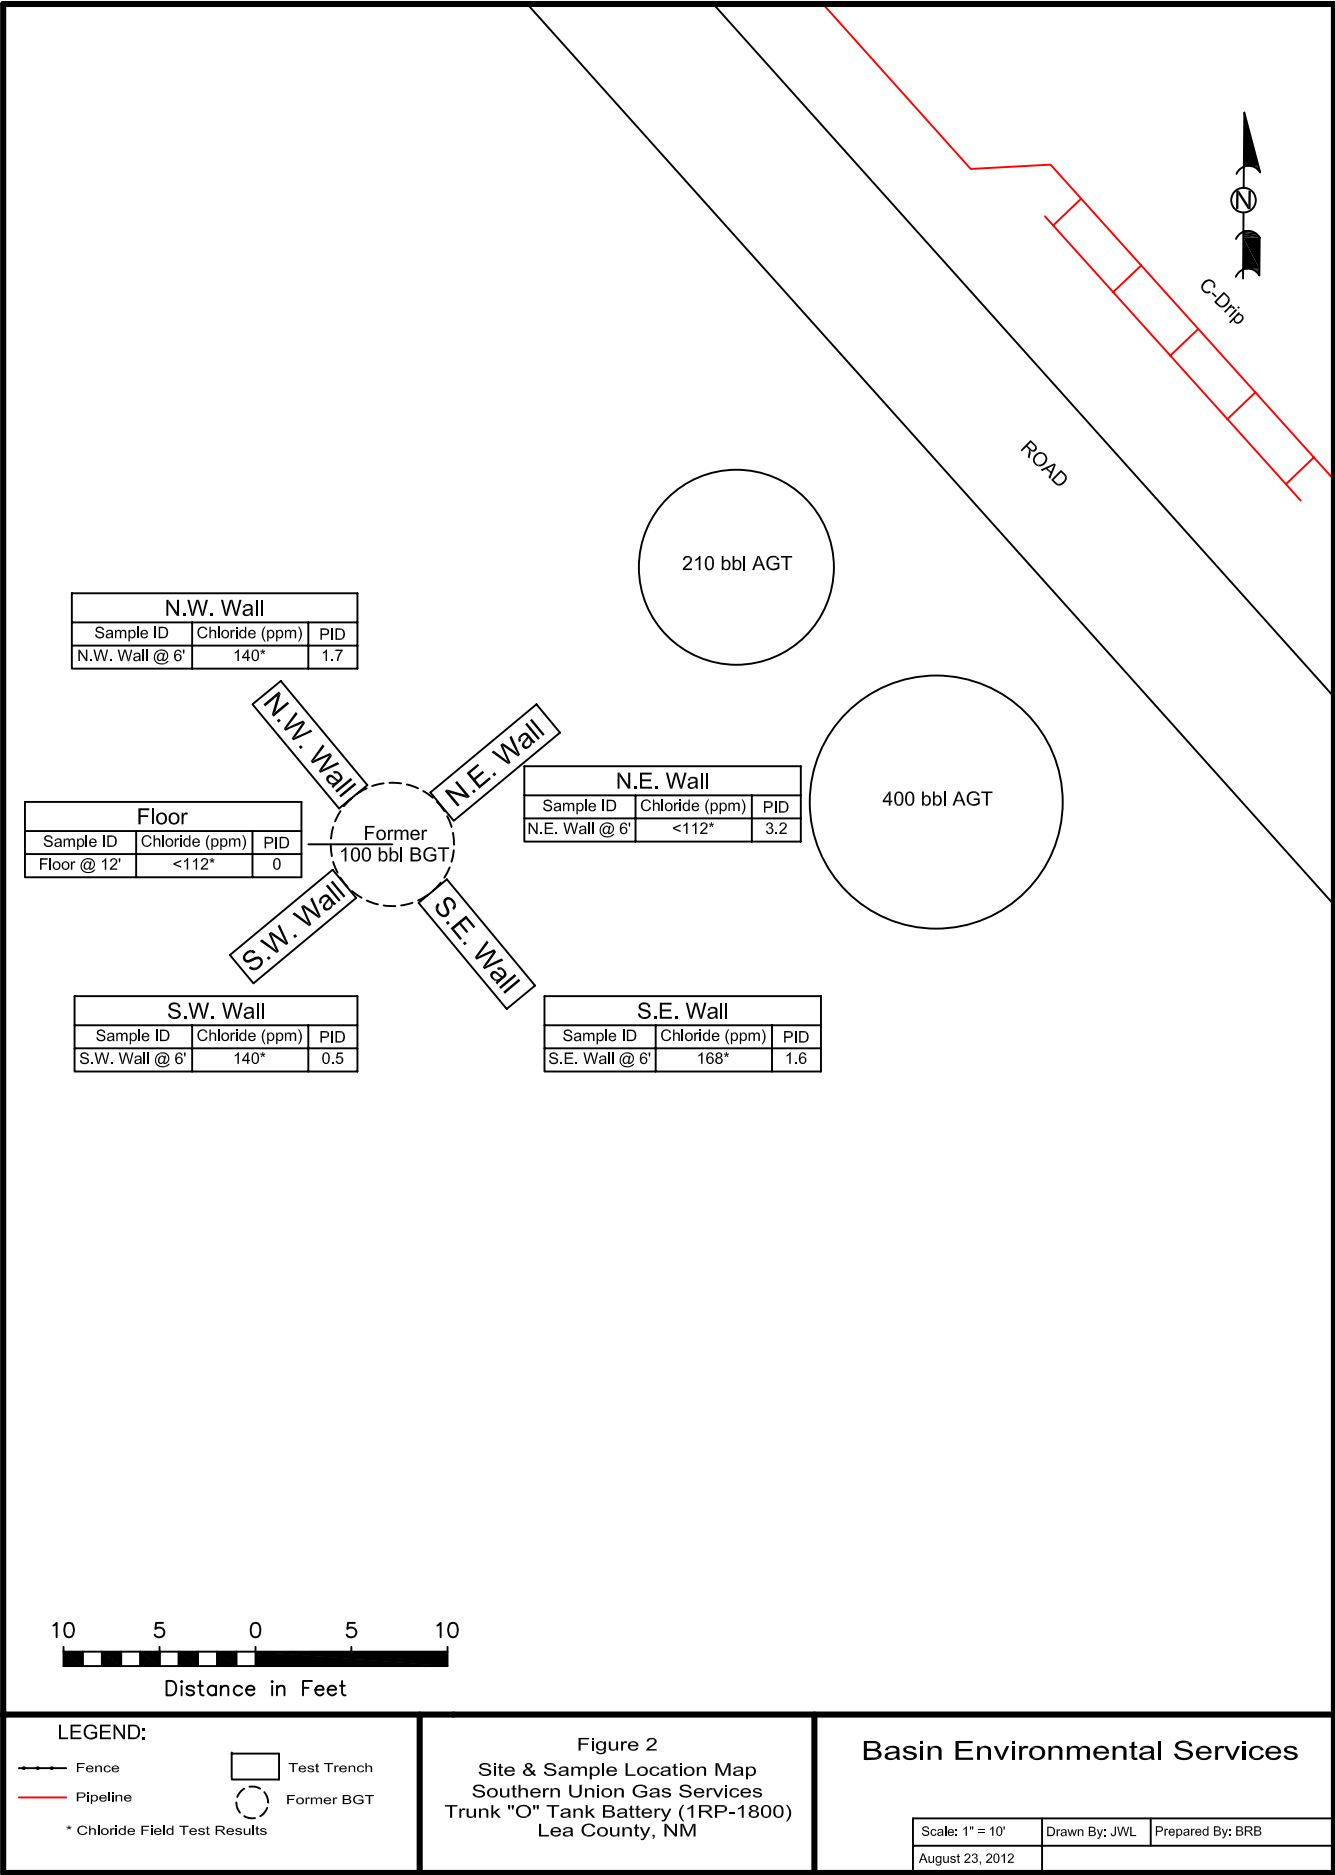 N
C-Drip
ROAD
210 bbl AGT
400 bbl AGT
N.W. Wall
Sample ID Chloride (ppm) PID
N.W. Wall @ 6' 140* 1.7
N.W. Wall
N.E. Wall
N.E. Wall
Sample ID Chloride (ppm) PID
N.E. Wall @ 6' <112* 3.2
Floor
Sample ID Chloride (ppm) PID
Floor @ 12' <112* 0
Former
100 bbl BGT
S.W. Wall
S.E. Wall
S.W. Wall
Sample ID Chloride (ppm) PID
S.W. Wall @ 6' 140* 0.5
S.E. Wall
Sample ID Chloride (ppm) PID
S.E. Wall @ 6' 168* 1.6
10 5 0 5 10
Distance in Feet
LEGEND:
Fence
Pipeline
Test Trench
Former BGT
* Chloride Field Test Results
Figure 2
Site & Sample Location Map
Southern Union Gas Services
Trunk "O" Tank Battery (1RP-1800)
Lea County, NM
Basin Environmental Services
Scale: 1" = 10' Drawn By: JWL Prepared By: BRB
August 23, 2012